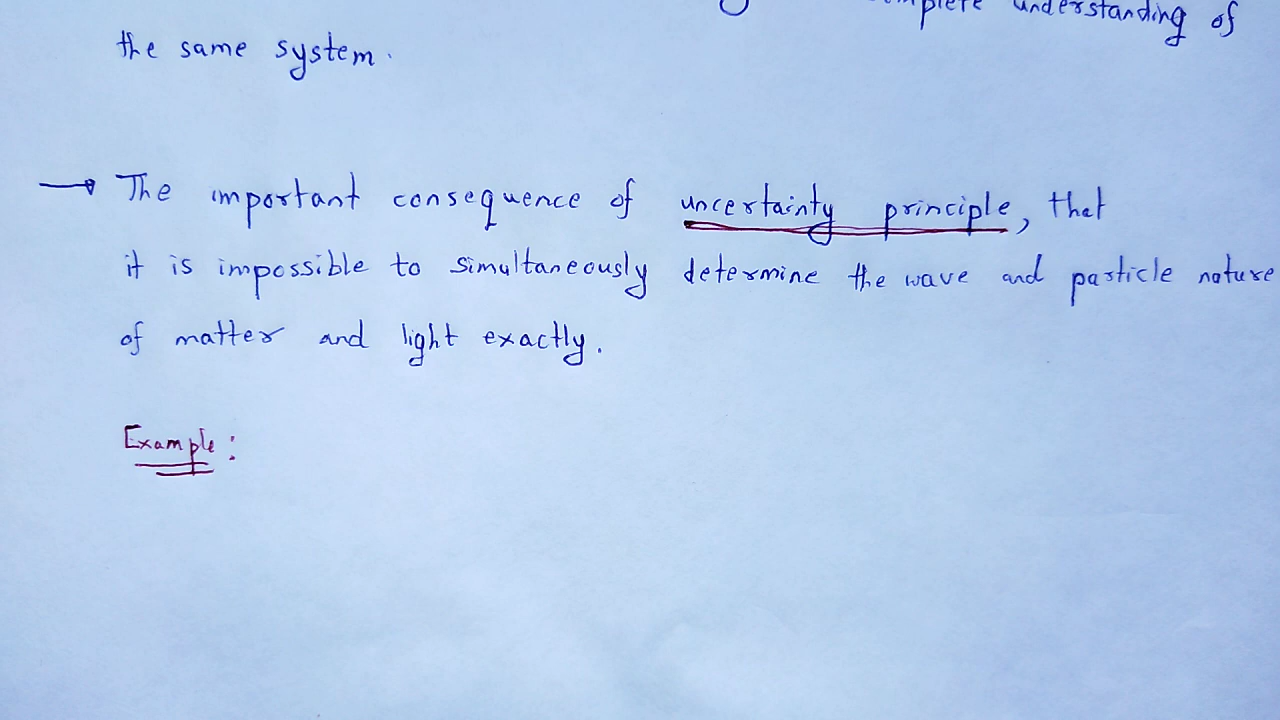 understanding of
the same system.
→ The important consequence of uncertainty principle, that
it is impossible to simultaneously determine the wave and particle nature
of matter and light exactly.
Example: